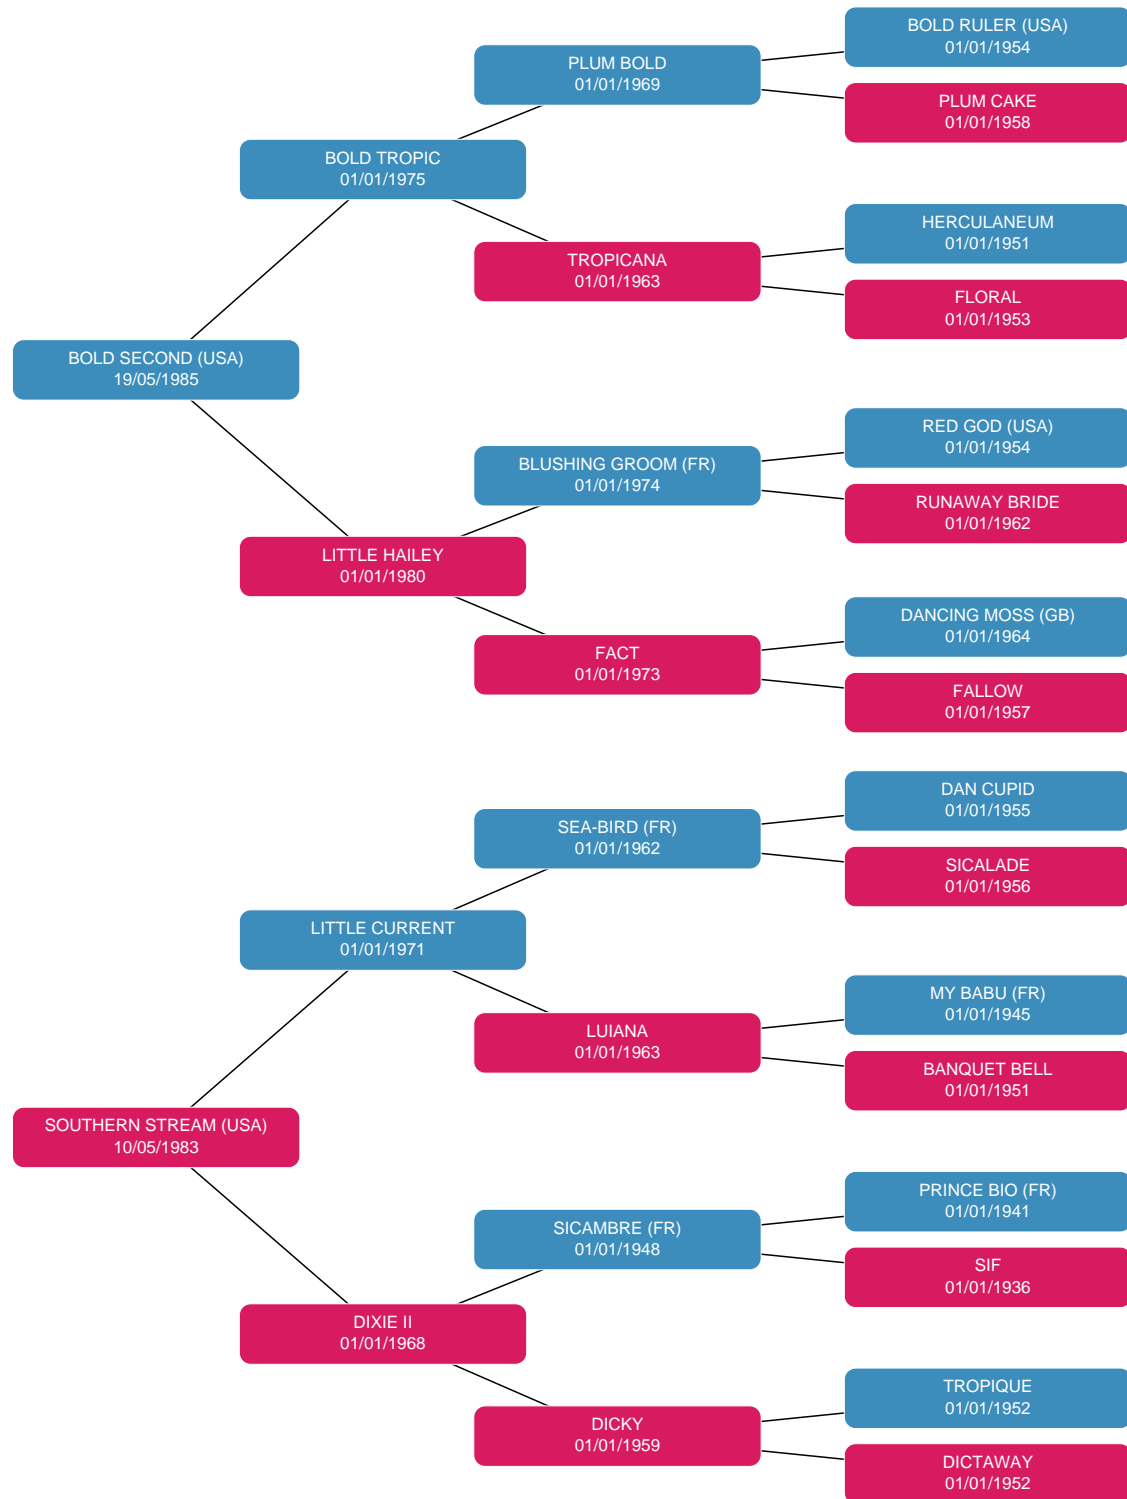 BOLD RULER (USA)
01/01/1954
PLUM BOLD
01/01/1969
PLUM CAKE
01/01/1958
BOLD TROPIC
01/01/1975
HERCULANEUM
01/01/1951
TROPICANA
01/01/1963
FLORAL
01/01/1953
BOLD SECOND (USA)
19/05/1985
RED GOD (USA)
01/01/1954
BLUSHING GROOM (FR)
01/01/1974
RUNAWAY BRIDE
01/01/1962
LITTLE HAILEY
01/01/1980
DANCING MOSS (GB)
01/01/1964
FACT
01/01/1973
FALLOW
01/01/1957
DAN CUPID
01/01/1955
SEA-BIRD (FR)
01/01/1962
SICALADE
01/01/1956
LITTLE CURRENT
01/01/1971
MY BABU (FR)
01/01/1945
LUIANA
01/01/1963
BANQUET BELL
01/01/1951
SOUTHERN STREAM (USA)
10/05/1983
PRINCE BIO (FR)
01/01/1941
SICAMBRE (FR)
01/01/1948
SIF
01/01/1936
DIXIE II
01/01/1968
TROPIQUE
01/01/1952
DICKY
01/01/1959
DICTAWAY
01/01/1952